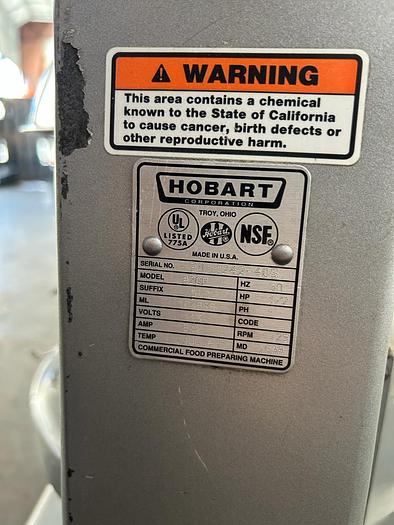 WARNING
This area contains a chemical
known to the State of California
to cause cancer, birth defects or
other reproductive harm.
HOBART
CORPORATION
TROY, OHIO
UL
LISTED
775A
Hobart
NSF
MADE IN U.S.A.
SERIAL NO.
MODEL HZ
SUFFIX HP
ML PH
VOLTS CODE
AMP RPM
TEMP MD
COMMERCIAL FOOD PREPARING MACHINE